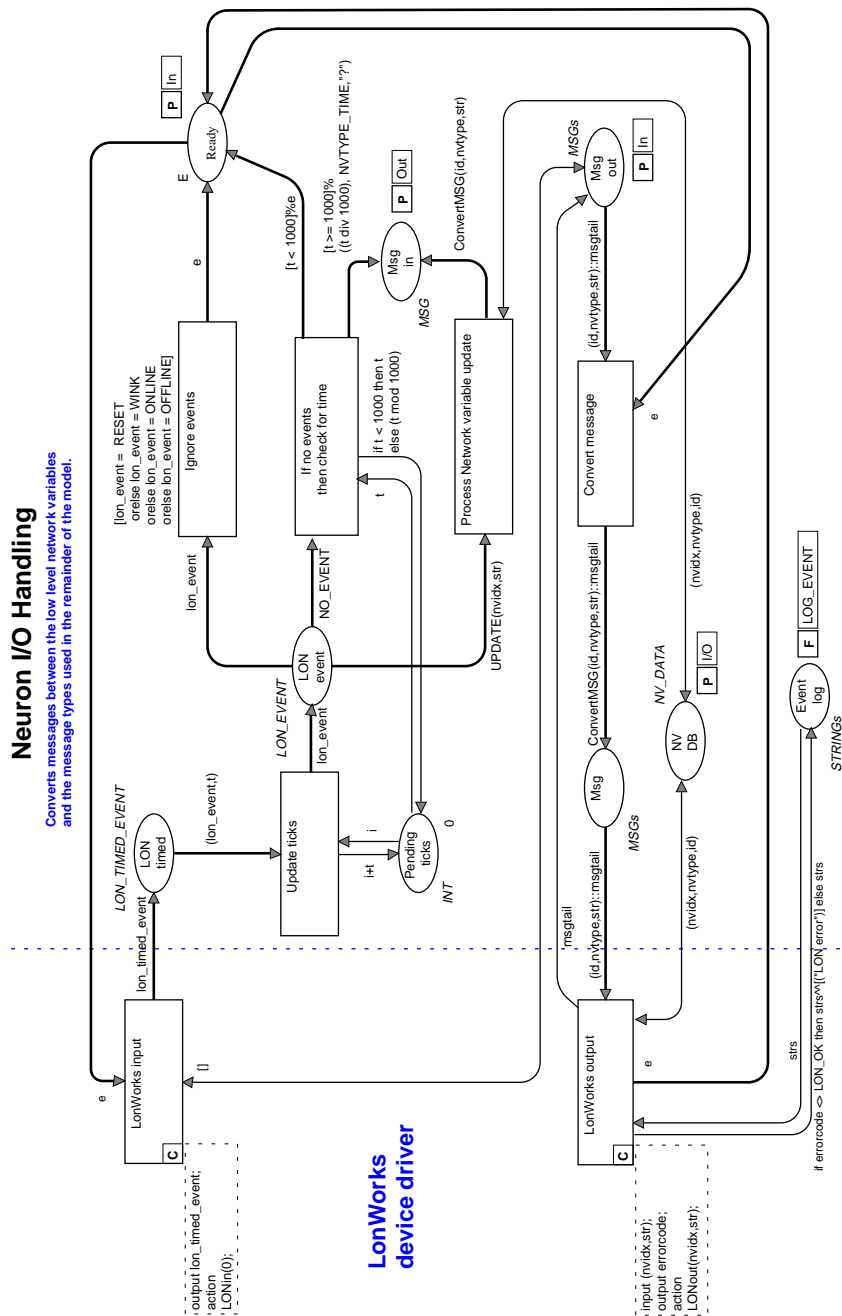 Neuron I/O Handling
Converts messages between the low level network variables
and the message types used in the remainder of the model.
e
LonWorks input
C
output lon_timed_event;
action
LONin(0);
[]
lon_timed_event
LON_TIMED_EVENT
LON
timed
(lon_event,t)
Update ticks
i+t
i
Pending
ticks
INT
0
lon_event
LON_EVENT
LON
event
lon_event
NO_EVENT
UPDATE(nvidx,str)
[lon_event = RESET
orelse lon_event = WINK
orelse lon_event = ONLINE
orelse lon_event = OFFLINE]
Ignore events
e
E
Ready
P In
If no events
then check for time
t
if t < 1000 then t
else (t mod 1000)
[t < 1000]%e
[t >= 1000]%
((t div 1000), NVTYPE_TIME,"?")
Msg
in
MSG
P Out
Process Network variable update
ConvertMSG(id,nvtype,str)
LonWorks
device driver
MSGs
Msg
out
P In
(id,nvtype,str)::msgtail
Convert message
e
ConvertMSG(id,nvtype,str)::msgtail
Msg
MSGs
(id,nvtype,str)::msgtail
msgtail
LonWorks output
C
e
input (nvidx,str);
output errorcode;
action
LONout(nvidx,str);
(nvidx,nvtype,id)
NV
DB
NV_DATA
P I/O
(nvidx,nvtype,id)
strs
if errorcode <> LON_OK then strs^^[("LON error")] else strs
Event
log
STRINGs
F LOG_EVENT